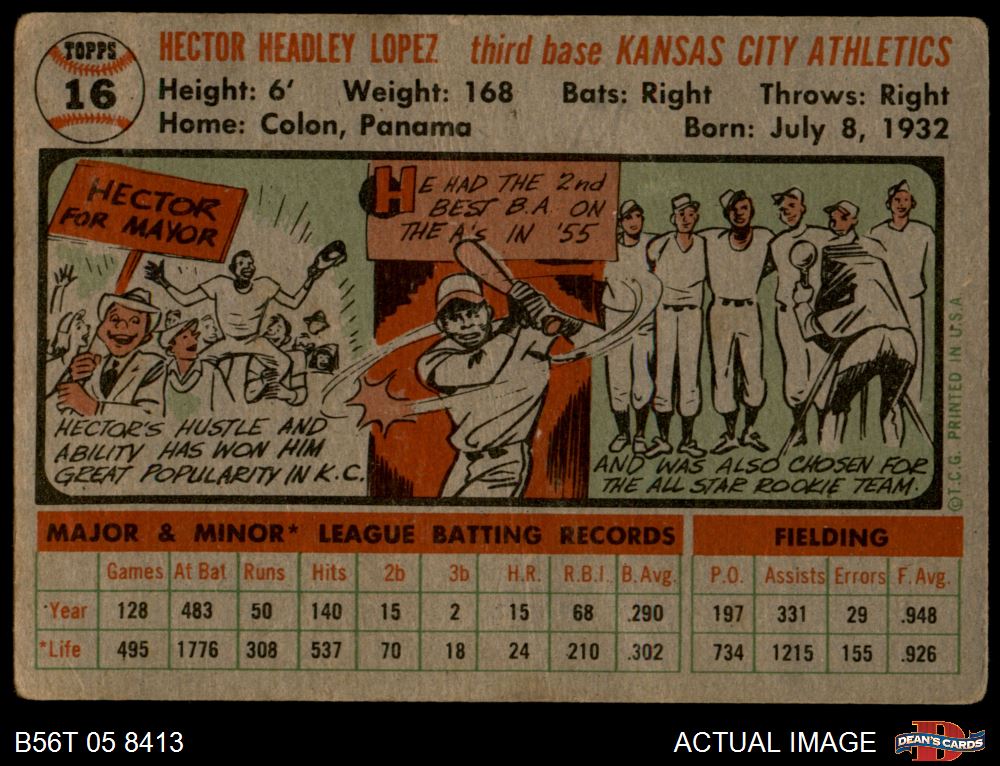 TOPPS
16
HECTOR HEADLEY LOPEZ third base KANSAS CITY ATHLETICS
Height: 6' Weight: 168 Bats: Right Throws: Right
Home: Colon, Panama Born: July 8, 1932
HECTOR
FOR MAYOR
HECTOR'S HUSTLE AND
ABILITY HAS WON HIM
GREAT POPULARITY IN K.C.
HE HAD THE 2nd
BEST B.A. ON
THE A's IN '55
AND WAS ALSO CHOSEN FOR
THE ALL STAR ROOKIE TEAM.
©T.C.G. PRINTED IN U.S.A.
MAJOR & MINOR* LEAGUE BATTING RECORDS FIELDING
Games At Bat Runs Hits 2b 3b H.R. R.B.I. B. Avg. P.O. Assists Errors F. Avg.
Year 128 483 50 140 15 2 15 68 .290 197 331 29 .948
*Life 495 1776 308 537 70 18 24 210 .302 734 1215 155 .926
B56T 05 8413 ACTUAL IMAGE DEAN'S CARDS